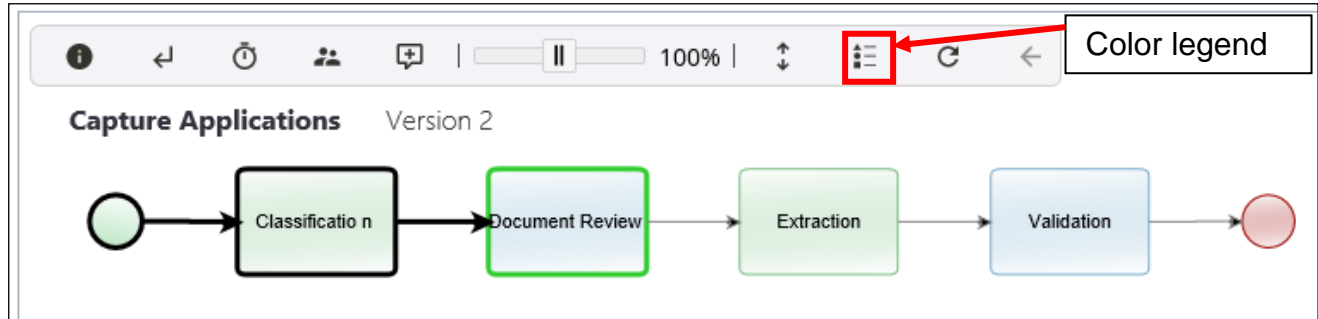 100%
Color legend
Capture Applications Version 2
Classificatio n
Document Review
Extraction
Validation